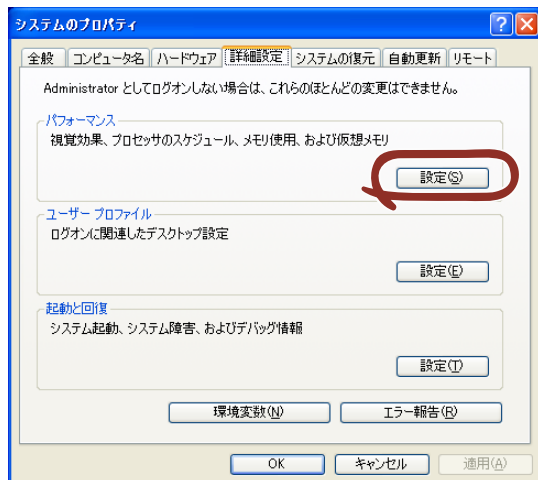 システムのプロパティ
全般 コンピュータ名 ハードウェア 詳細設定 システムの復元 自動更新 リモート
Administrator としてログオンしない場合は、これらのほとんどの変更はできません。
パフォーマンス
視覚効果、プロセッサのスケジュール、メモリ使用、および仮想メモリ
設定(S)
ユーザー プロファイル
ログオンに関連したデスクトップ設定
設定(E)
起動と回復
システム起動、システム障害、およびデバッグ情報
設定(T)
環境変数(N) エラー報告(R)
OK キャンセル 適用(A)